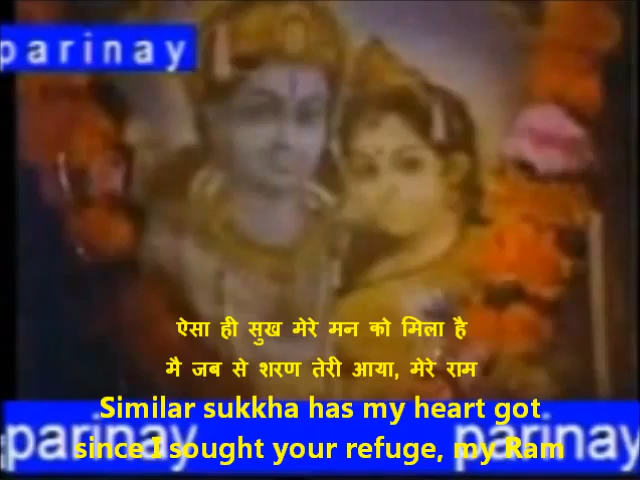 parinay
ऐसा ही सुख मेरे मन को मिला है
मै जब से शरण तेरी आया, मेरे राम
Similar sukkha has my heart got
since I sought your refuge, my Ram
parinay parinay